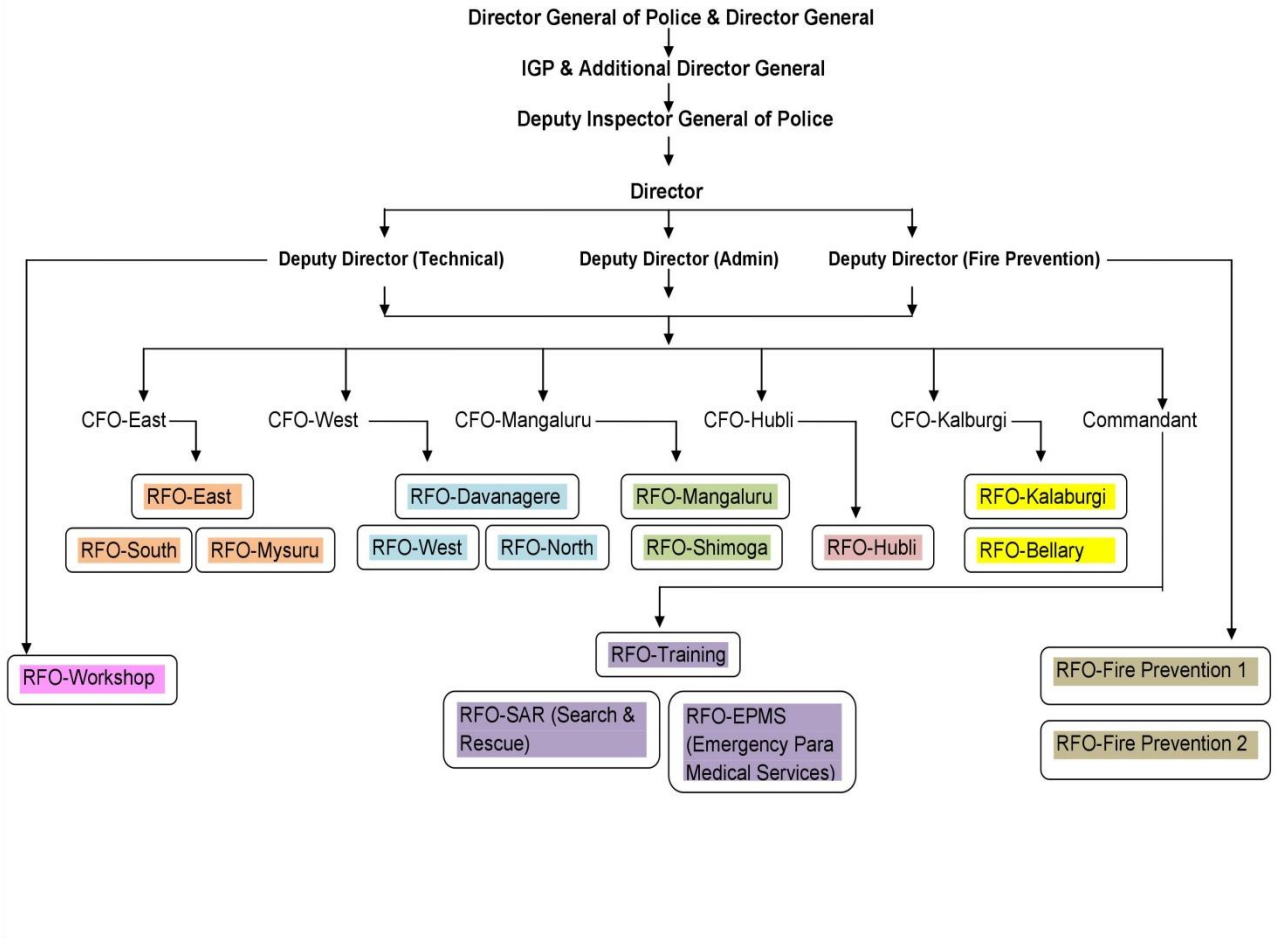 Director General of Police & Director General
IGP & Additional Director General
Deputy Inspector General of Police
Director
Deputy Director (Technical)
Deputy Director (Admin)
Deputy Director (Fire Prevention)
CFO-East
CFO-West
CFO-Mangaluru
CFO-Hubli
CFO-Kalburgi
Commandant
RFO-East
RFO-Davanagere
RFO-Mangaluru
RFO-Kalaburgi
RFO-South
RFO-Mysuru
RFO-West
RFO-North
RFO-Shimoga
RFO-Hubli
RFO-Bellary
RFO-Training
RFO-Workshop
RFO-Fire Prevention 1
RFO-SAR (Search &
Rescue)
RFO-EPMS
(Emergency Para
Medical Services)
RFO-Fire Prevention 2